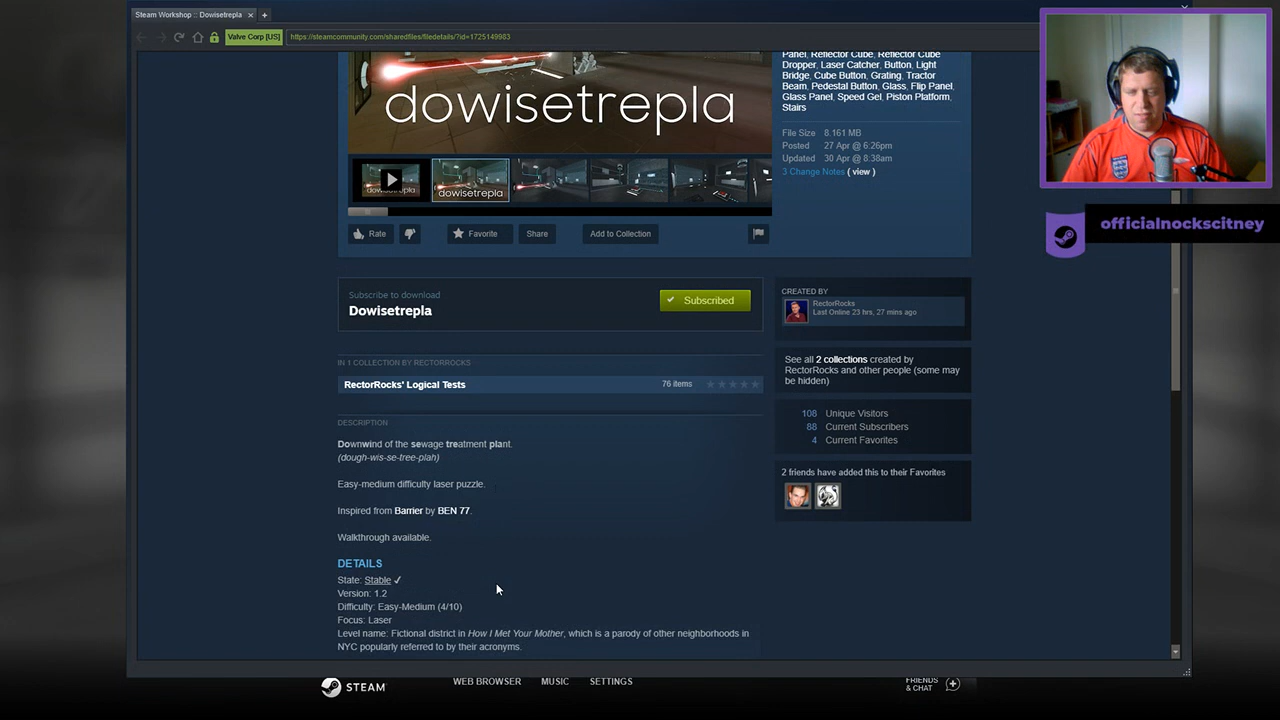 Steam Workshop :: Dowisetrepla
Valve Corp [US]
https://steamcommunity.com/sharedfiles/filedetails/?id=1725149983
Panel, Reflector Cube, Reflector Cube
Dropper, Laser Catcher, Button, Light
Bridge, Cube Button, Grating, Tractor
Beam, Pedestal Button, Glass, Flip Panel,
Glass Panel, Speed Gel, Piston Platform,
Stairs
dowisetrepla
File Size 8.161 MB
Posted 27 Apr @ 6:26pm
Updated 30 Apr @ 8:38am
3 Change Notes ( view )
dowisetrepla
dowisetrepla
Rate
Favorite
Share
Add to Collection
officialnockscitney
Subscribe to download
Dowisetrepla
Subscribed
CREATED BY
RectorRocks
Last Online 23 hrs, 27 mins ago
IN 1 COLLECTION BY RECTORROCKS
RectorRocks' Logical Tests
76 items
See all 2 collections created by
RectorRocks and other people (some may
be hidden)
108 Unique Visitors
88 Current Subscribers
4 Current Favorites
2 friends have added this to their Favorites
DESCRIPTION
Downwind of the sewage treatment plant.
(dough-wis-se-tree-plah)
Easy-medium difficulty laser puzzle.
Inspired from Barrier by BEN 77.
Walkthrough available.
DETAILS
State: Stable ✓
Version: 1.2
Difficulty: Easy-Medium (4/10)
Focus: Laser
Level name: Fictional district in How I Met Your Mother, which is a parody of other neighborhoods in
NYC popularly referred to by their acronyms.
STEAM
WEB BROWSER
MUSIC
SETTINGS
FRIENDS
& CHAT